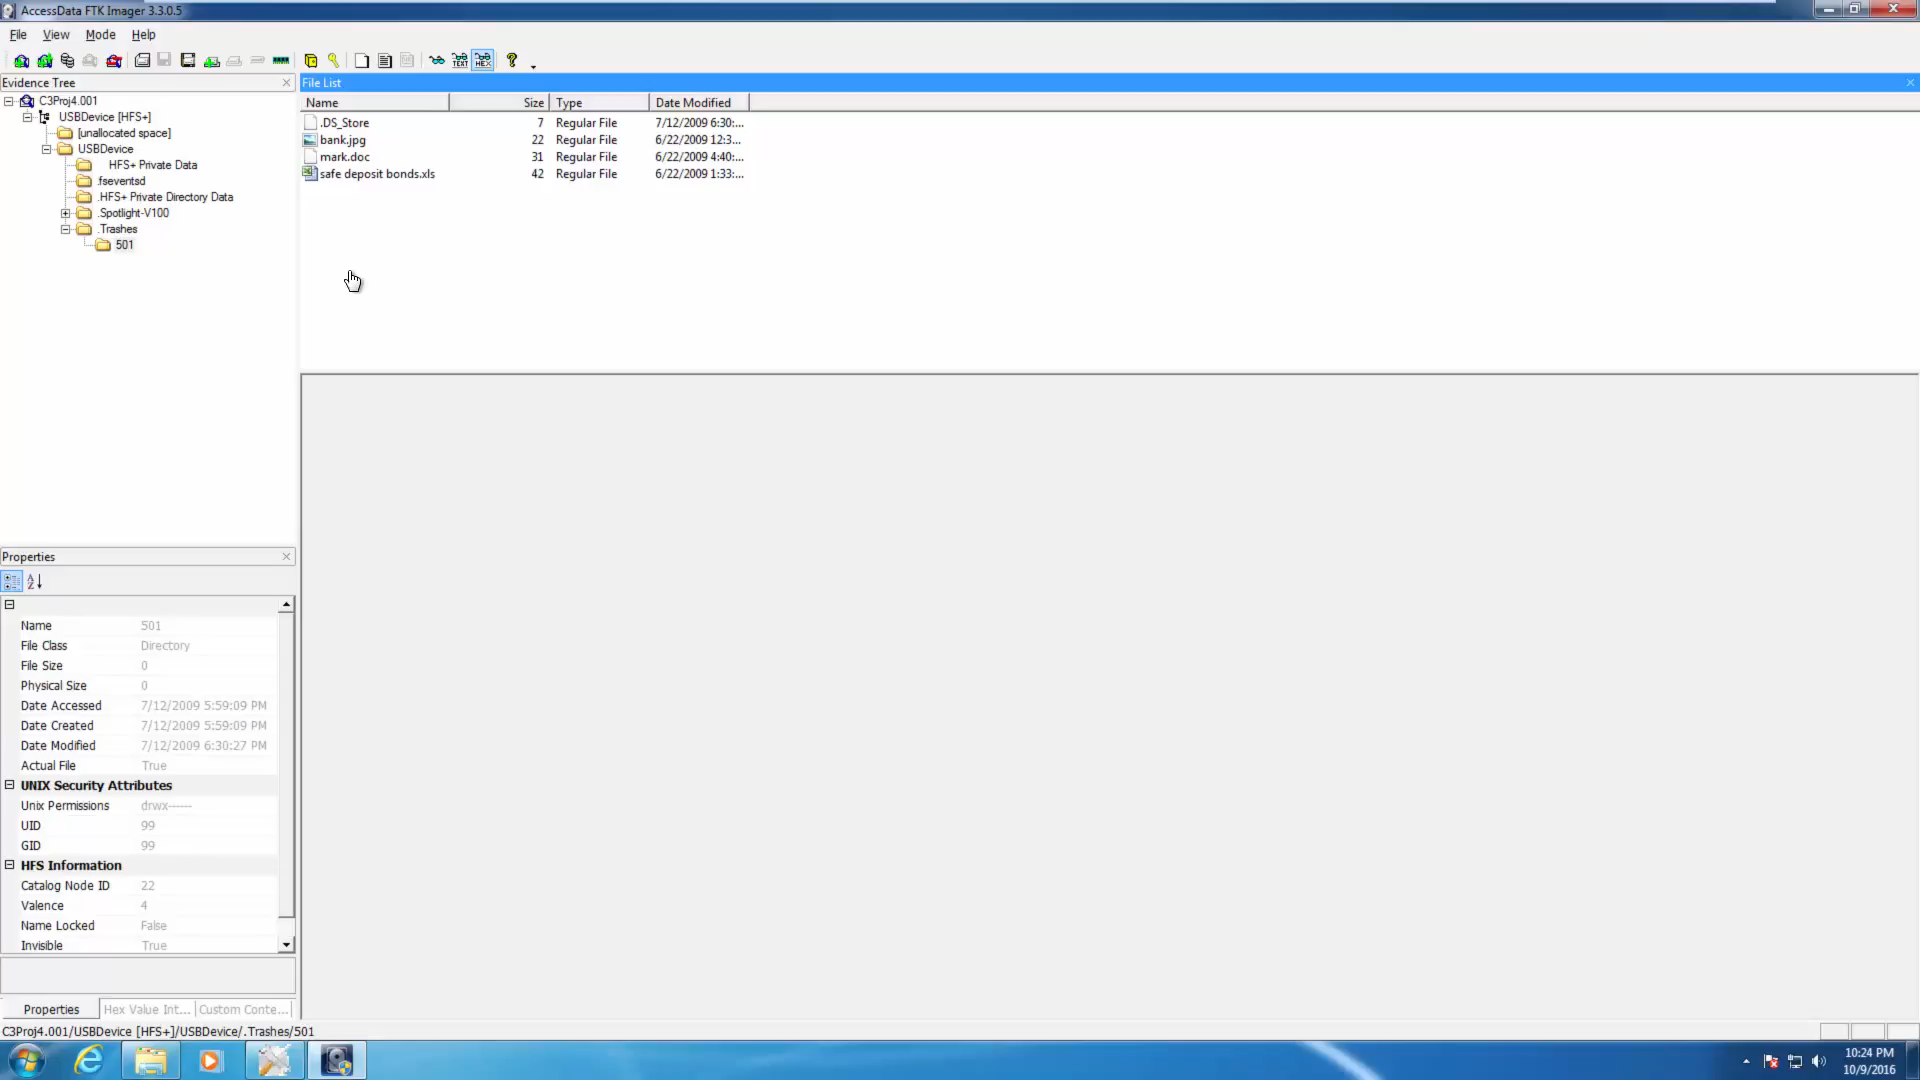 AccessData FTK Imager 3.3.0.5
File View Mode Help
TEXT HEX
Evidence Tree
C3Proj4.001
USBDevice [HFS+]
[unallocated space]
USBDevice
HFS+ Private Data
.fseventsd
.HFS+ Private Directory Data
.Spotlight-V100
.Trashes
501
File List
Name Size Type Date Modified
.DS_Store 7 Regular File 7/12/2009 6:30:...
bank.jpg 22 Regular File 6/22/2009 12:3...
mark.doc 31 Regular File 6/22/2009 4:40:...
safe deposit bonds.xls 42 Regular File 6/22/2009 1:33:...
Properties
Name 501
File Class Directory
File Size 0
Physical Size 0
Date Accessed 7/12/2009 5:59:09 PM
Date Created 7/12/2009 5:59:09 PM
Date Modified 7/12/2009 6:30:27 PM
Actual File True
UNIX Security Attributes
Unix Permissions drwx------
UID 99
GID 99
HFS Information
Catalog Node ID 22
Valence 4
Name Locked False
Invisible True
Properties Hex Value Int... Custom Conte...
C3Proj4.001/USBDevice [HFS+]/USBDevice/.Trashes/501
10:24 PM
10/9/2016